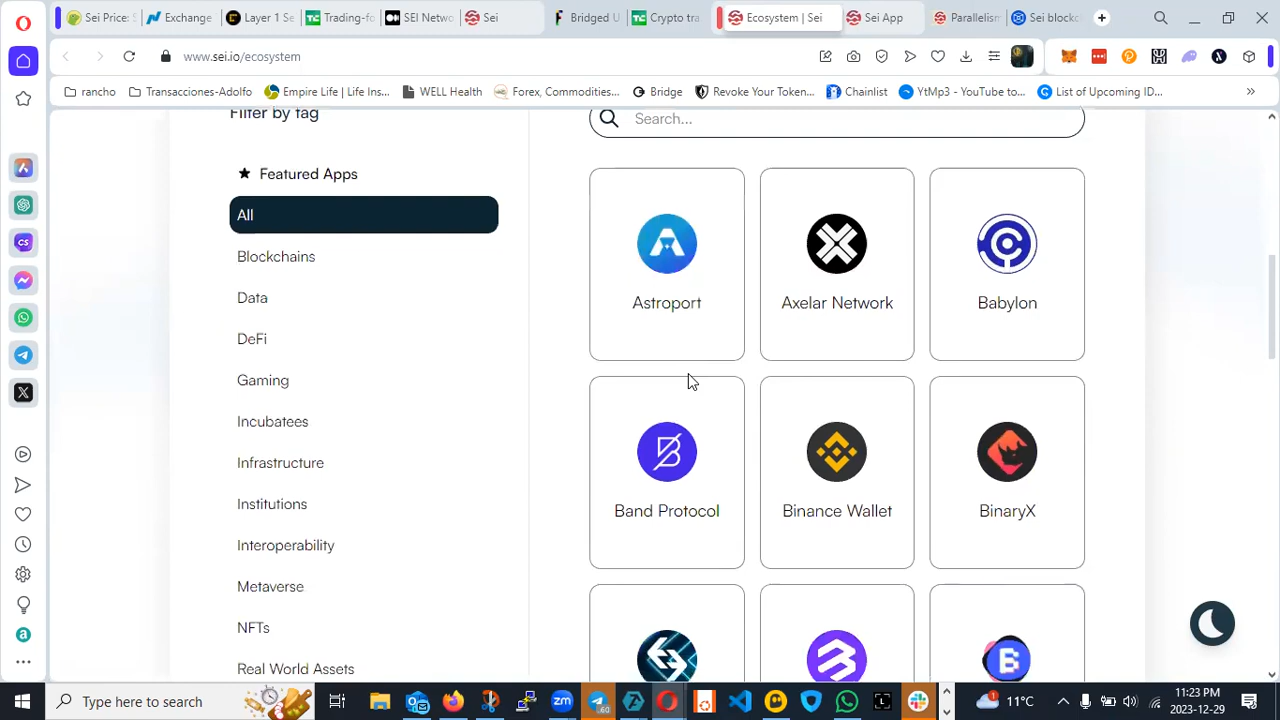 Sei Price:
Exchange
Layer 1 Se
Trading-fo
SEI Netwo
Sei
Bridged U
Crypto tra
Ecosystem | Sei
Sei App
Parallelism
Sei blockc
www.sei.io/ecosystem
rancho
Transacciones-Adolfo
Empire Life | Life Ins...
WELL Health
Forex, Commodities...
Bridge
Revoke Your Token...
Chainlist
YtMp3 - YouTube to...
List of Upcoming ID...
Filter by tag
Search...
Featured Apps
All
Blockchains
Data
DeFi
Gaming
Incubatees
Infrastructure
Institutions
Interoperability
Metaverse
NFTs
Real World Assets
Astroport
Axelar Network
Babylon
Band Protocol
Binance Wallet
BinaryX
Type here to search
60
11°C
11:23 PM
2023-12-29